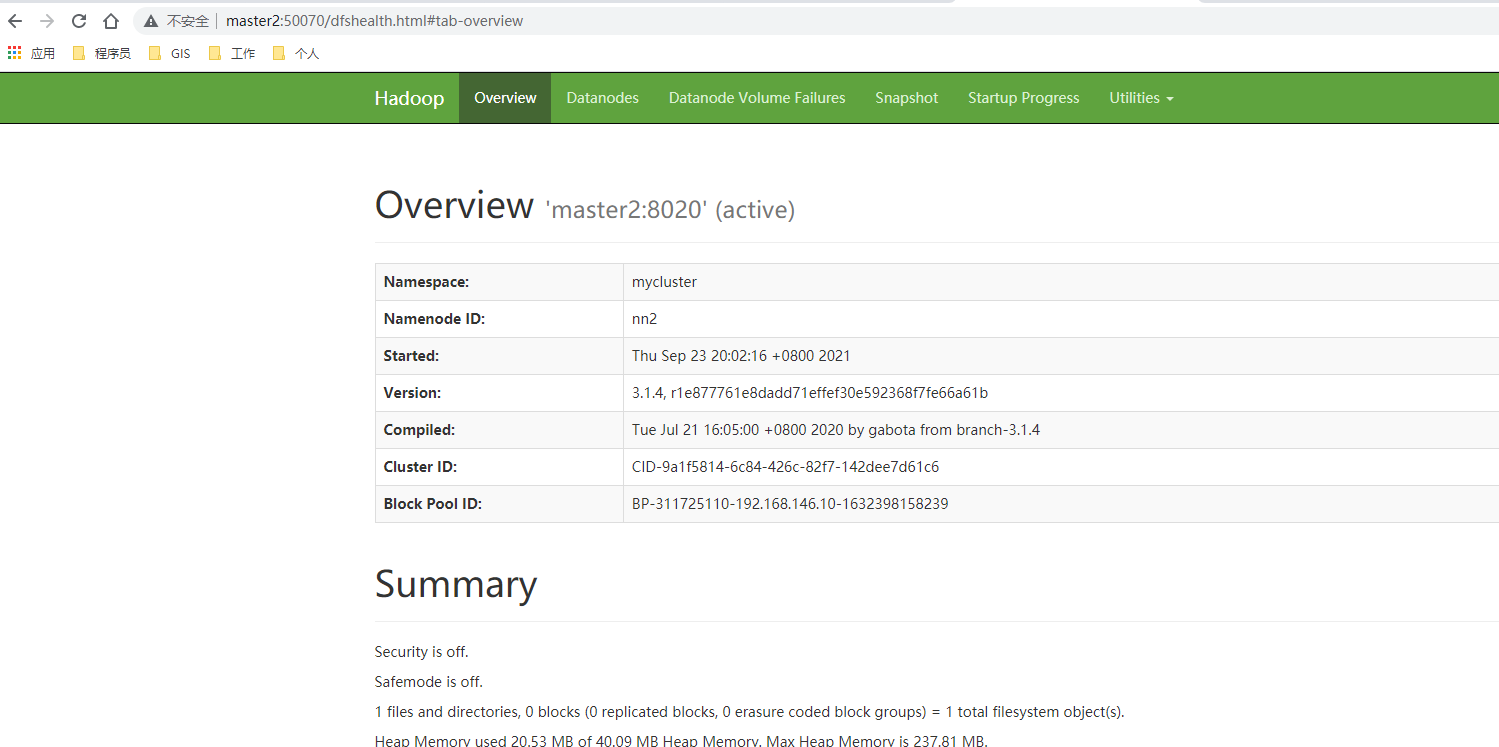 不安全 master2:50070/dfshealth.html#tab-overview
应用 程序员 GIS 工作 个人
Hadoop Overview Datanodes Datanode Volume Failures Snapshot Startup Progress Utilities
Overview 'master2:8020' (active)
Namespace: mycluster
Namenode ID: nn2
Started: Thu Sep 23 20:02:16 +0800 2021
Version: 3.1.4, r1e877761e8dadd71effef30e592368f7fe66a61b
Compiled: Tue Jul 21 16:05:00 +0800 2020 by gabota from branch-3.1.4
Cluster ID: CID-9a1f5814-6c84-426c-82f7-142dee7d61c6
Block Pool ID: BP-311725110-192.168.146.10-1632398158239
Summary
Security is off.
Safemode is off.
1 files and directories, 0 blocks (0 replicated blocks, 0 erasure coded block groups) = 1 total filesystem object(s).
Heap Memory used 20.53 MB of 40.09 MB Heap Memory. Max Heap Memory is 237.81 MB.